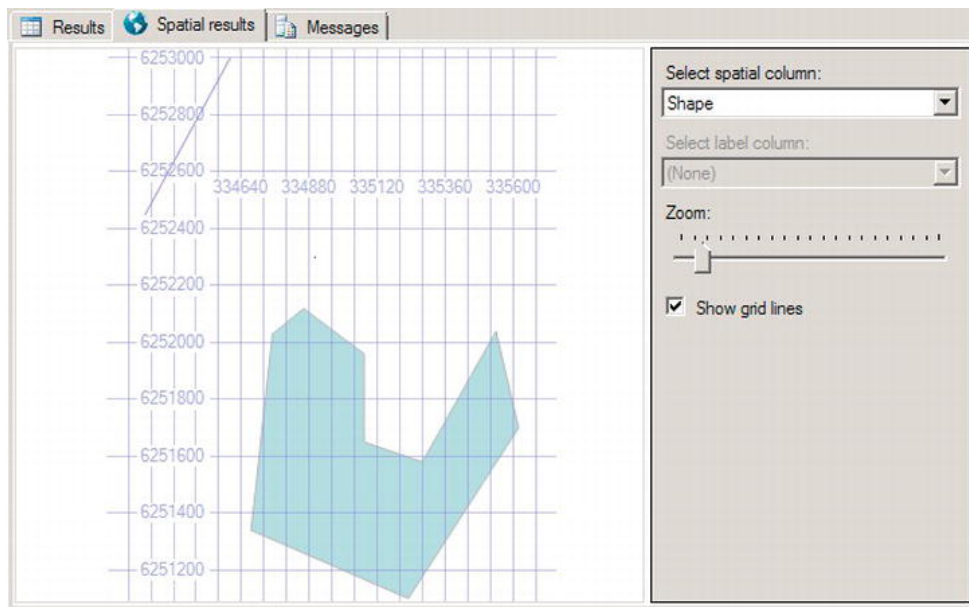 Results
Spatial results
Messages
6253000
6252800
6252600
334640 334880 335120 335360 335600
6252400
6252200
6252000
6251800
6251600
6251400
6251200
Select spatial column:
Shape
Select label column:
(None)
Zoom:
Show grid lines